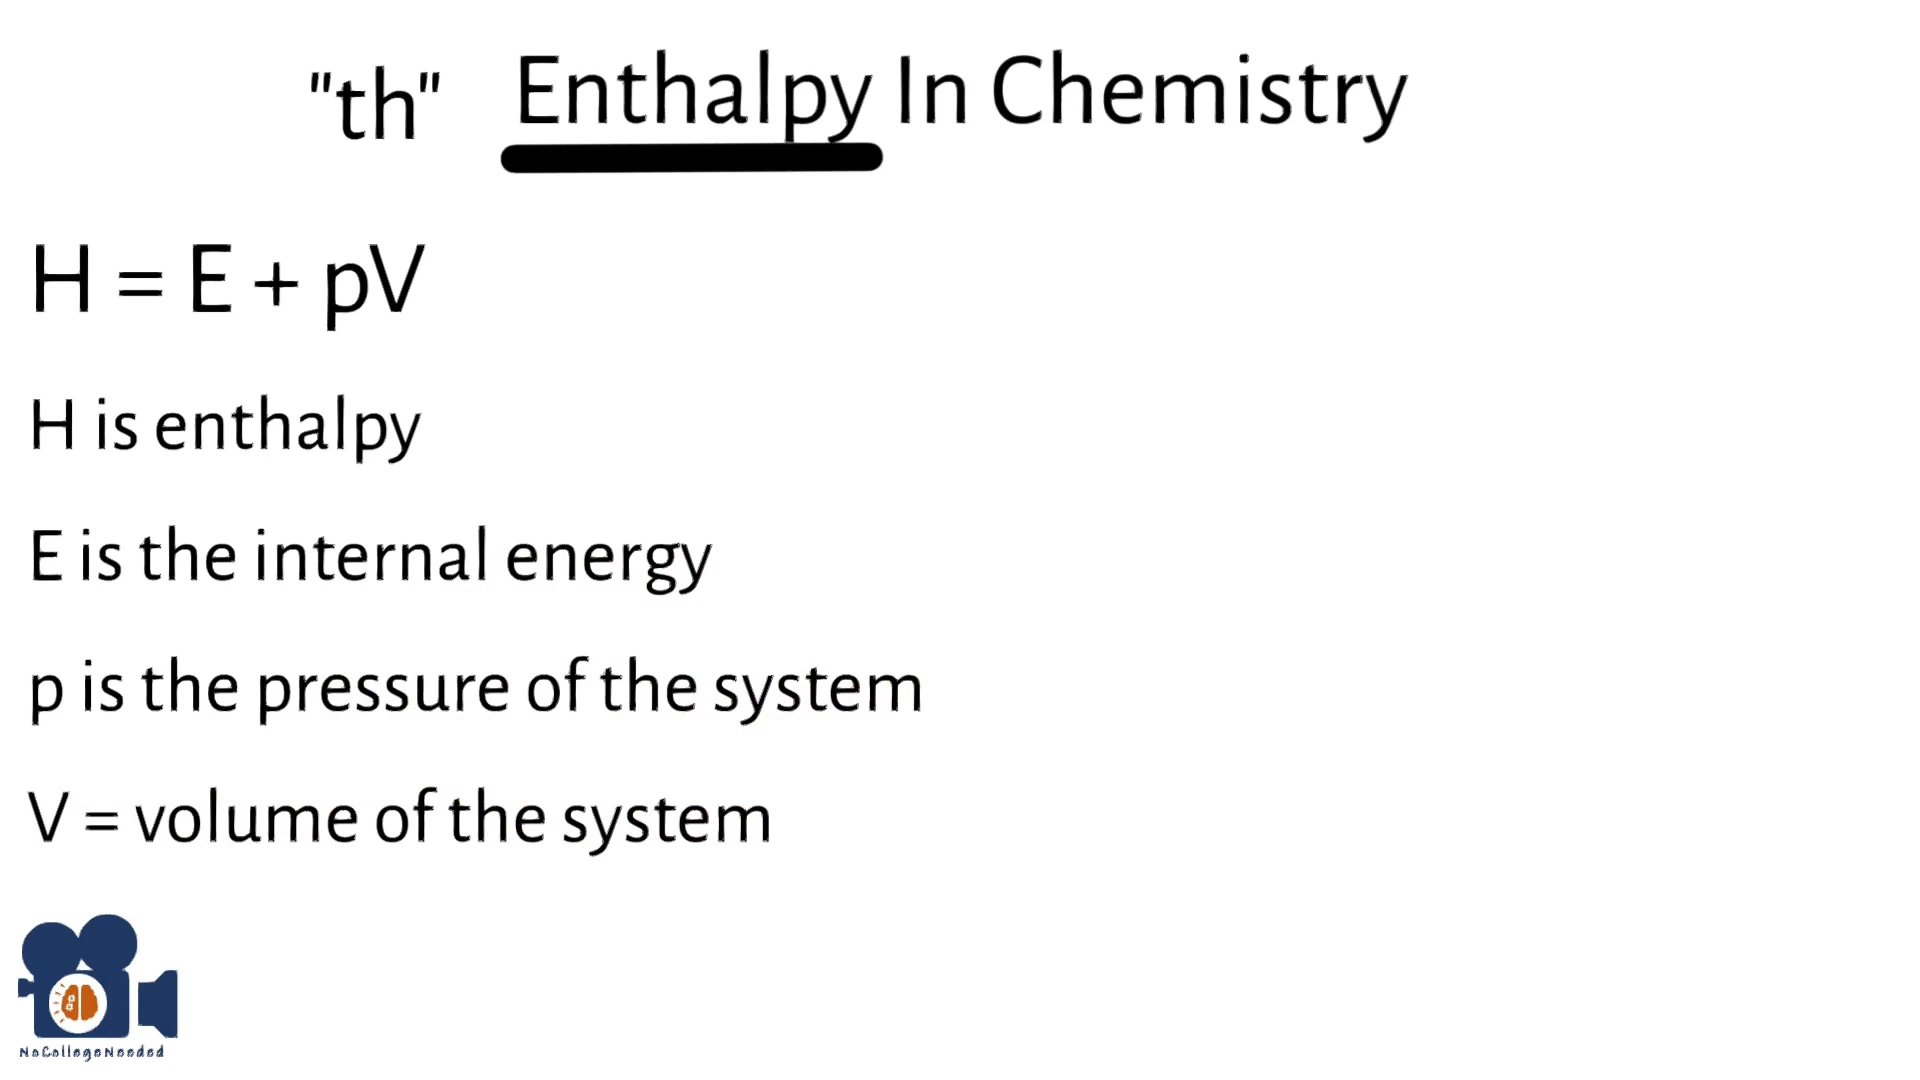 "th" Enthalpy In Chemistry
H = E + pV
H is enthalpy
E is the internal energy
p is the pressure of the system
V = volume of the system
NoCollegeNeeded